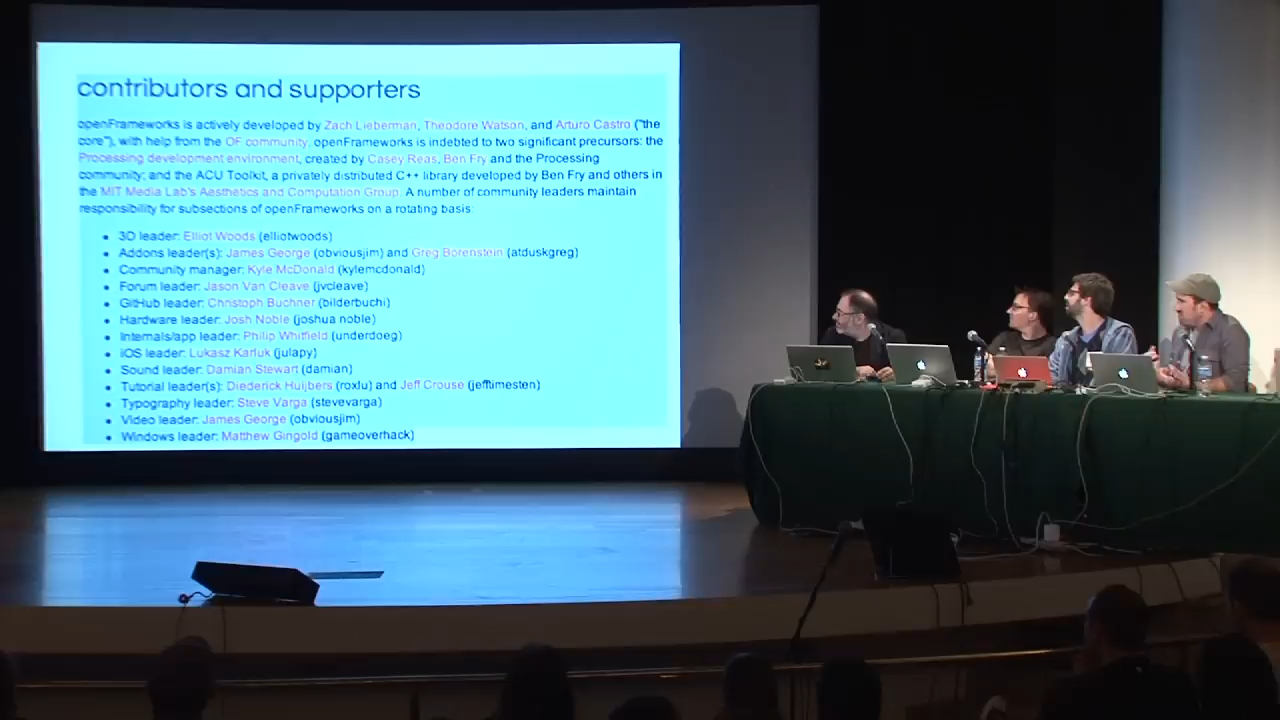 contributors and supporters
openFrameworks is actively developed by Zach Lieberman, Theodore Watson, and Arturo Castro ("the
core"), with help from the OF community. openFrameworks is indebted to two significant precursors: the
Processing development environment, created by Casey Reas, Ben Fry and the Processing
community; and the ACU Toolkit, a privately distributed C++ library developed by Ben Fry and others in
the MIT Media Lab's Aesthetics and Computation Group. A number of community leaders maintain
responsibility for subsections of openFrameworks on a rotating basis:
• 3D leader: Elliot Woods (elliotwoods)
• Addons leader(s): James George (obviousjim) and Greg Borenstein (atduskgreg)
• Community manager: Kyle McDonald (kylemcdonald)
• Forum leader: Jason Van Cleave (jvcleave)
• GitHub leader: Christoph Buchner (bilderbuchi)
• Hardware leader: Josh Noble (joshua noble)
• Internals/app leader: Philip Whitfield (underdoeg)
• iOS leader: Lukasz Karluk (julapy)
• Sound leader: Damian Stewart (damian)
• Tutorial leader(s): Diederick Huijbers (roxlu) and Jeff Crouse (jefftimesten)
• Typography leader: Steve Varga (stevevarga)
• Video leader: James George (obviousjim)
• Windows leader: Matthew Gingold (gameoverhack)